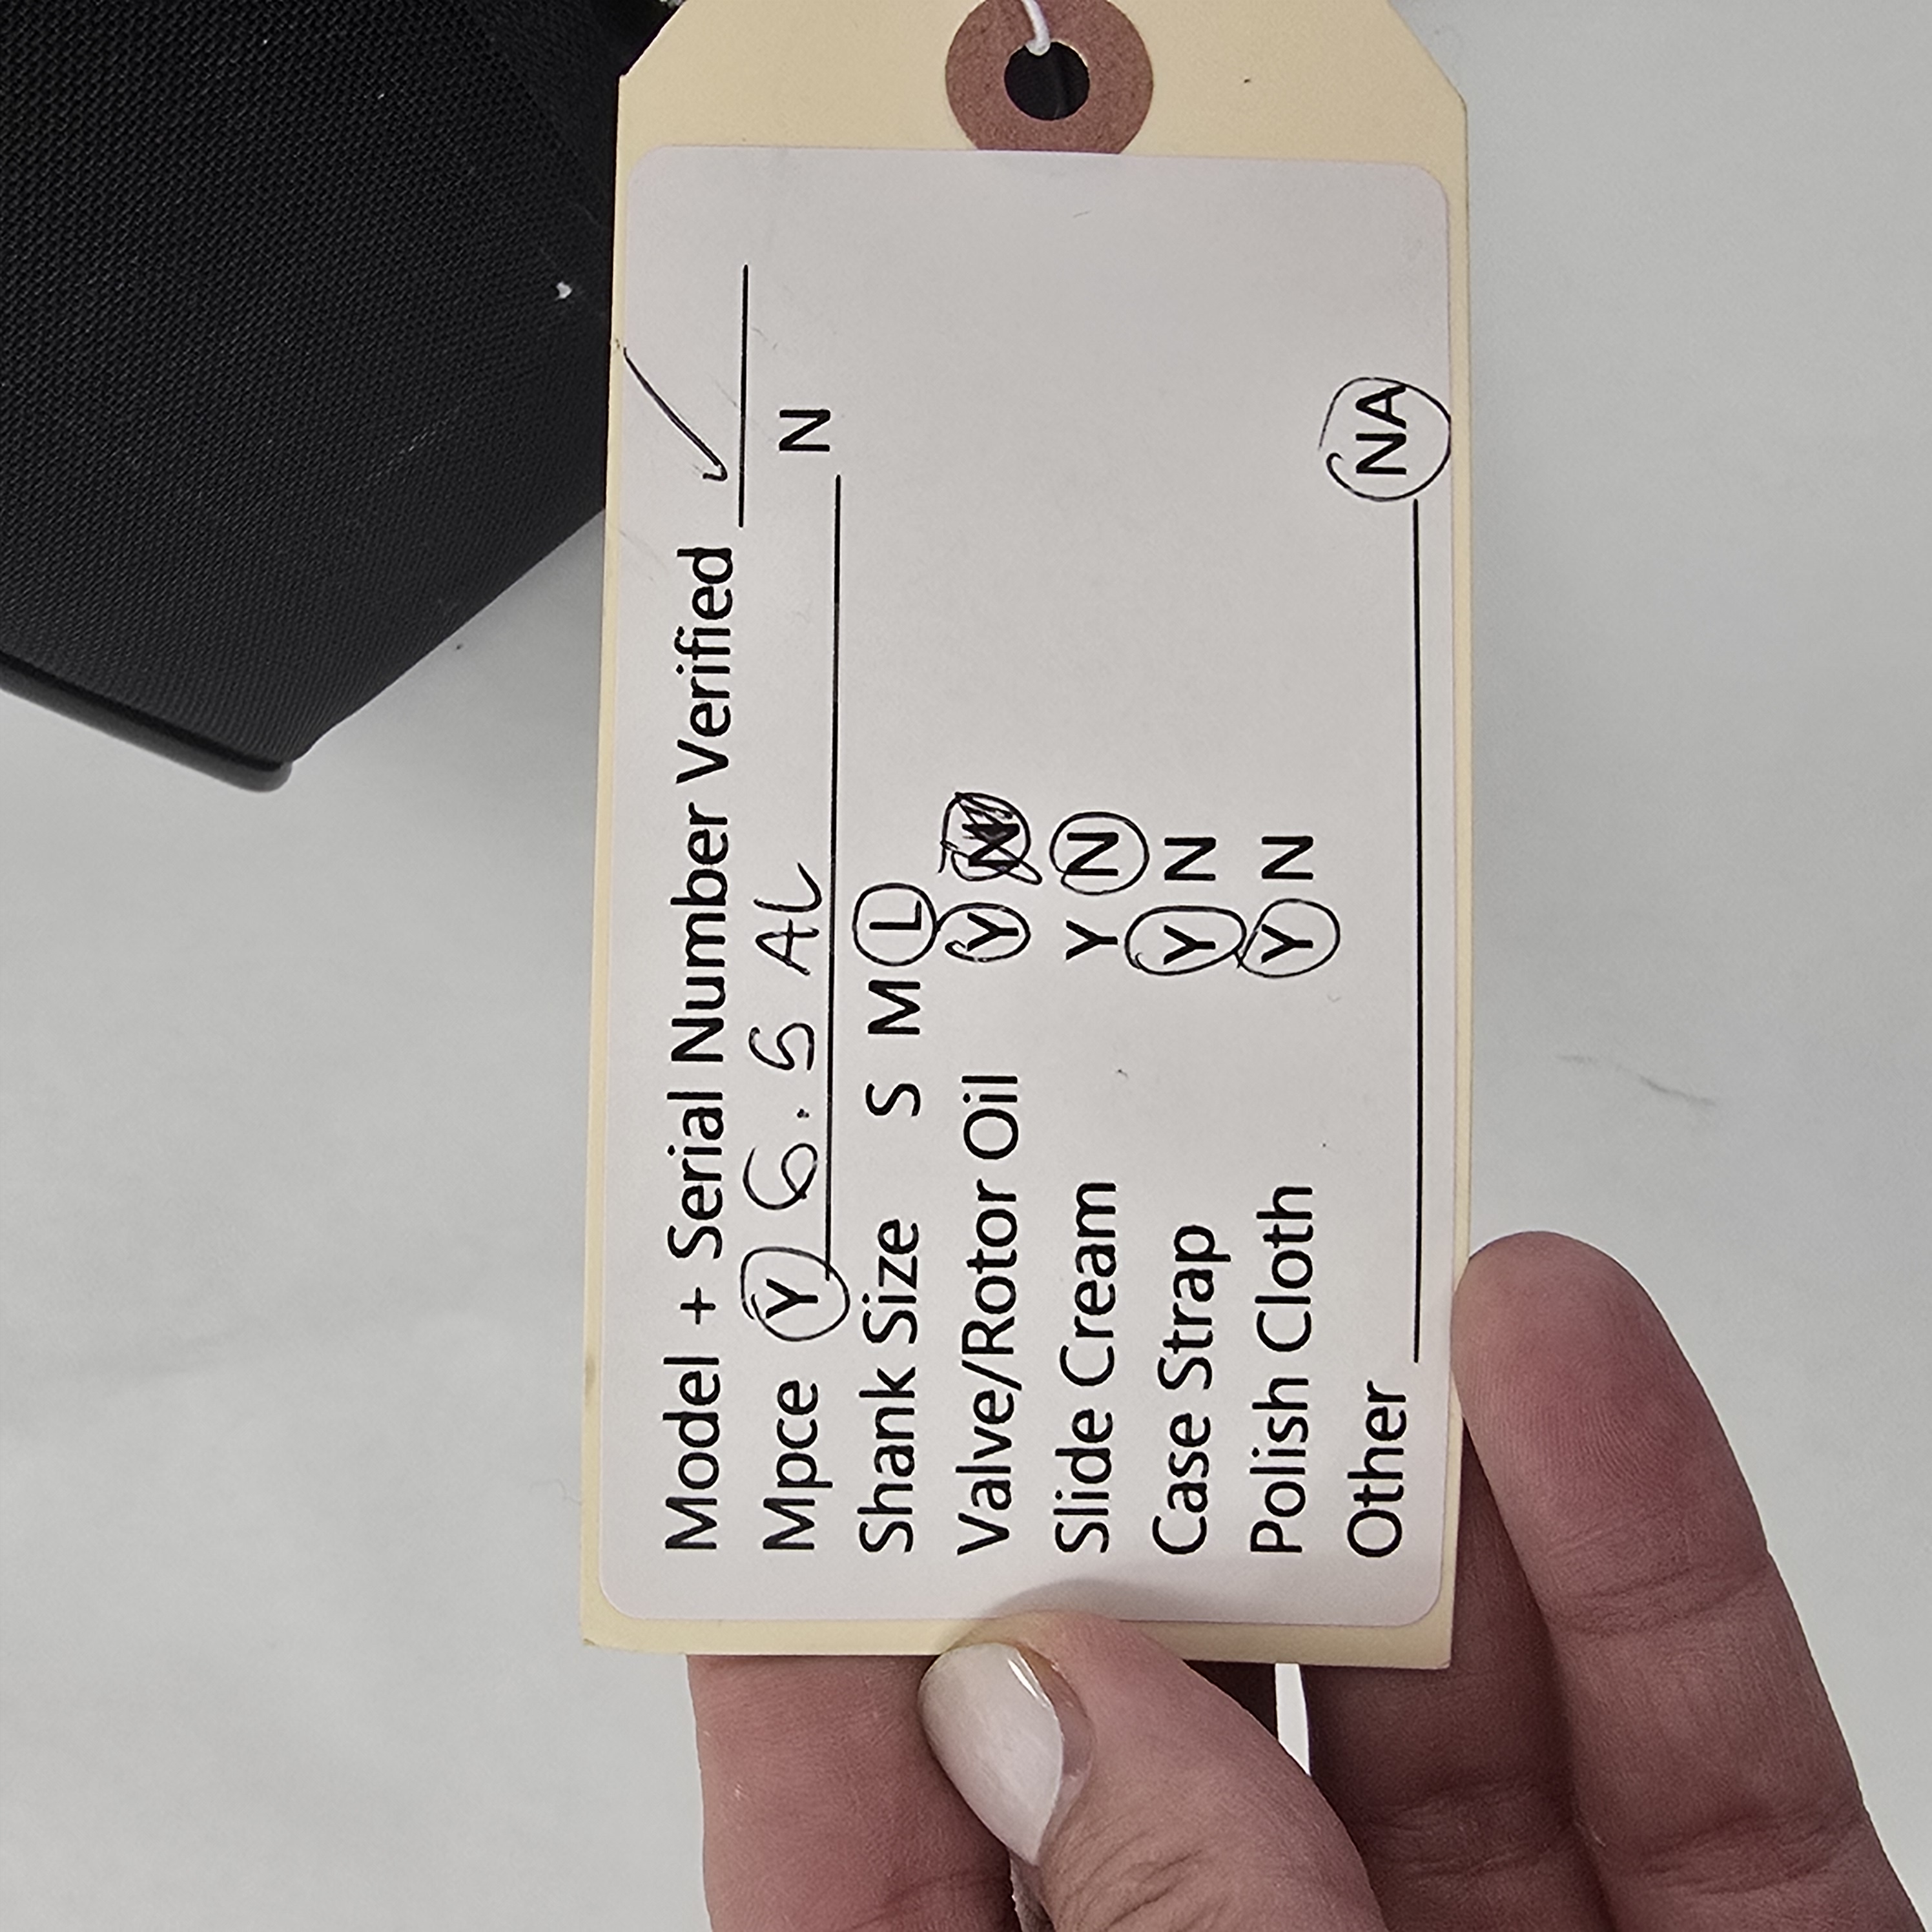 Model + Serial Number Verified ✓
Mpce Y 6.5 AL N
Shank Size S M L
Valve/Rotor Oil Y N
Slide Cream Y N
Case Strap Y N
Polish Cloth Y N
Other NA